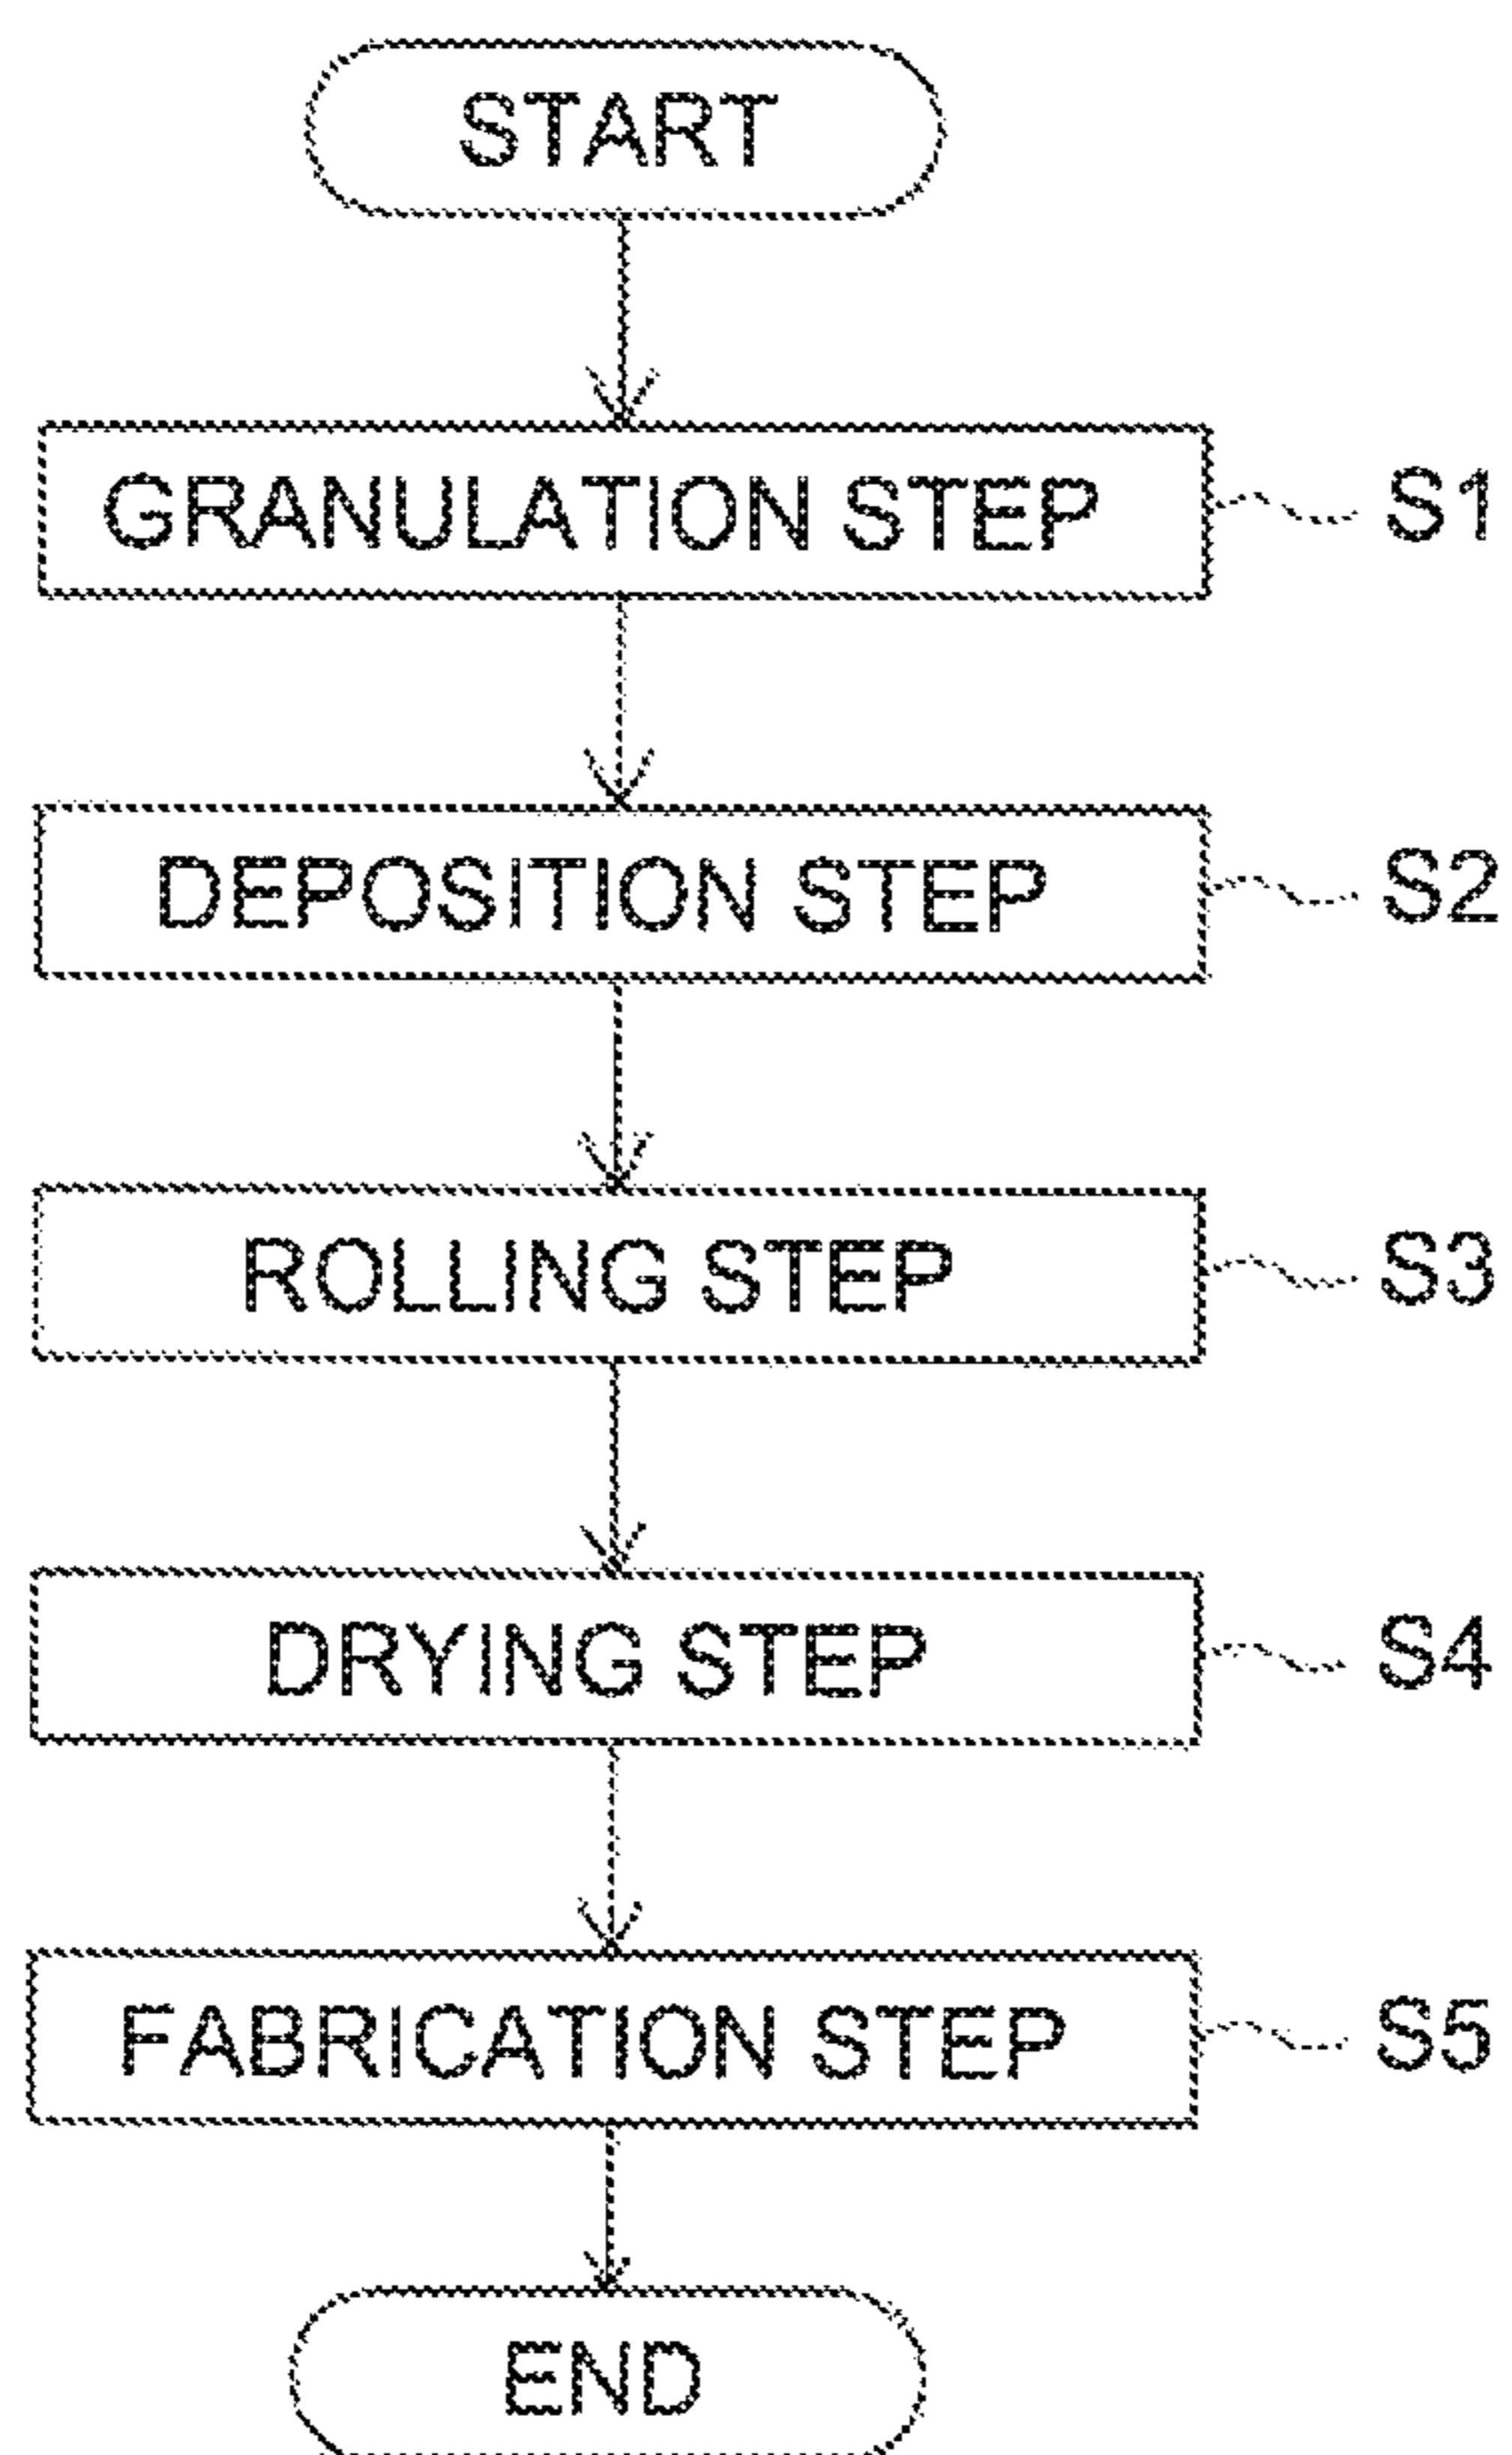 START
GRANULATION STEP S1
DEPOSITION STEP S2
ROLLING STEP S3
DRYING STEP S4
FABRICATION STEP S5
END